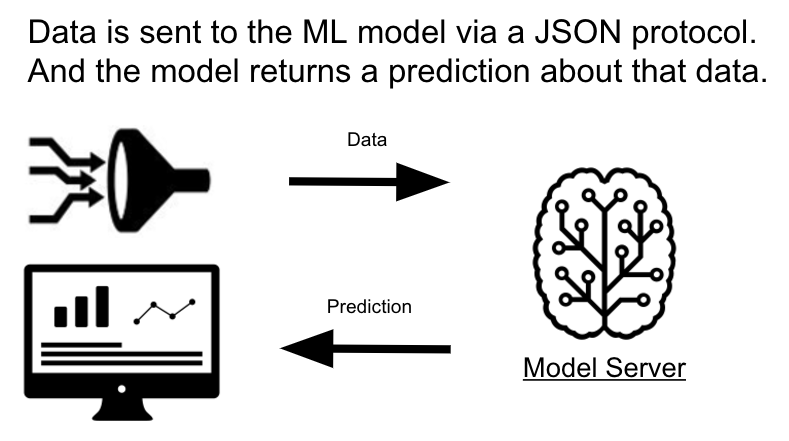 Data is sent to the ML model via a JSON protocol.
And the model returns a prediction about that data.
Data
Prediction
Model Server